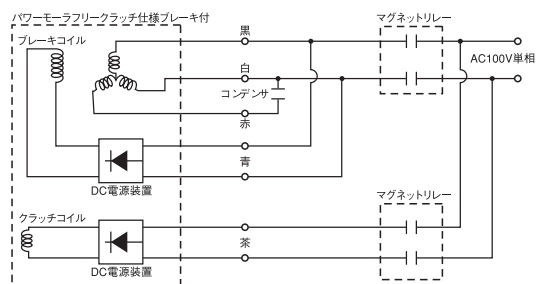 パワーモーラフリークラッチ仕様ブレーキ付
ブレーキコイル
黒
マグネットリレー
白
AC100V単相
コンデンサ
赤
青
DC電源装置
マグネットリレー
クラッチコイル
茶
DC電源装置